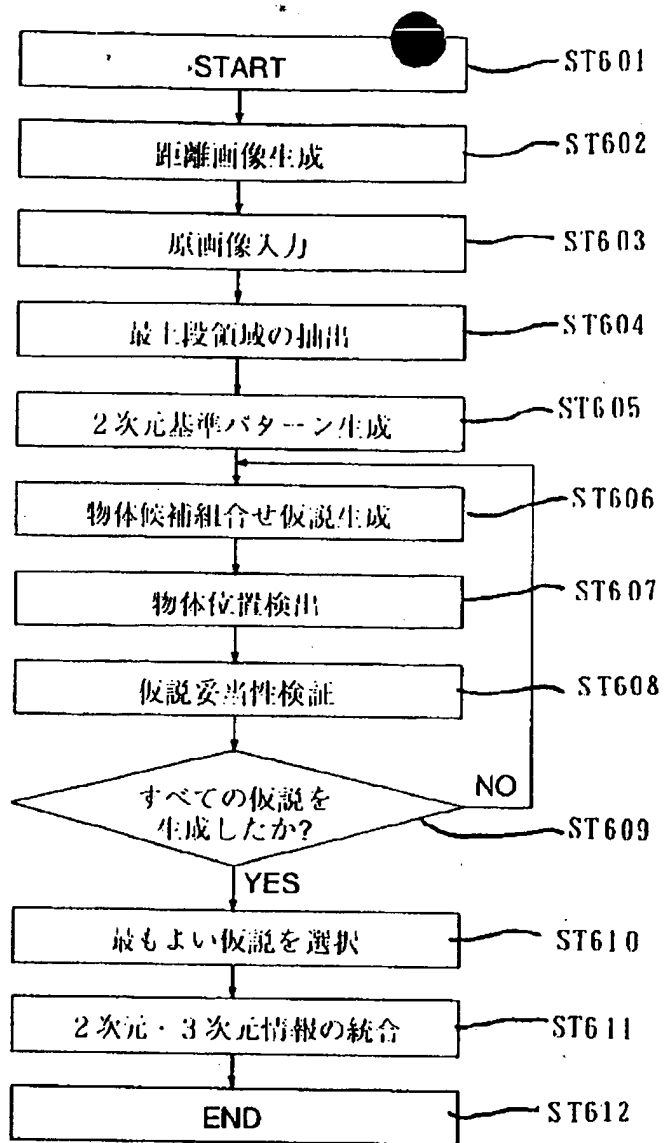 START
ST601
距離画像生成
ST602
原画像入力
ST603
最上段領域の抽出
ST604
2次元基準パターン生成
ST605
物体候補組合せ仮説生成
ST606
物体位置検出
ST607
仮説妥当性検証
ST608
すべての仮説を
生成したか?
NO
ST609
YES
最もよい仮説を選択
ST610
2次元・3次元情報の統合
ST611
END
ST612